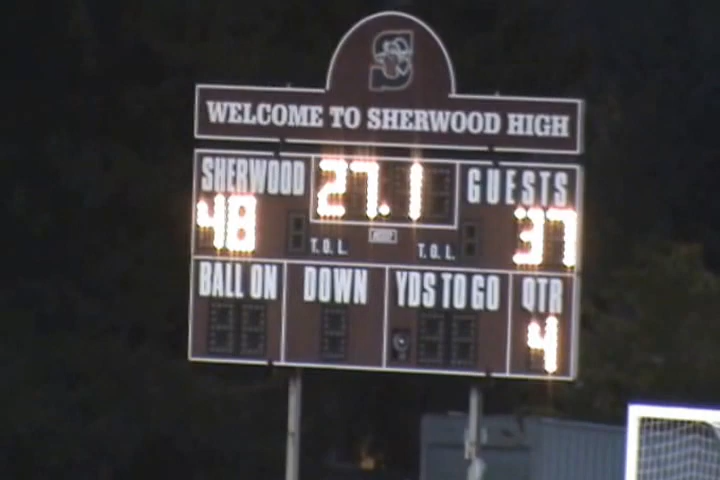 S
WELCOME TO SHERWOOD HIGH
SHERWOOD 27.1 GUESTS
48 T.O.L. T.O.L. 37
BALL ON DOWN YDS TO GO QTR
4